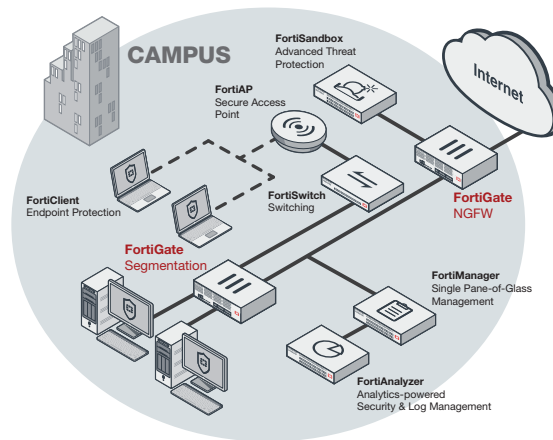 CAMPUS
FortiSandbox
Advanced Threat
Protection
Internet
FortiAP
Secure Access
Point
FortiClient
Endpoint Protection
FortiSwitch
Switching
FortiGate
NGFW
FortiGate
Segmentation
FortiManager
Single Pane-of-Glass
Management
FortiAnalyzer
Analytics-powered
Security & Log Management